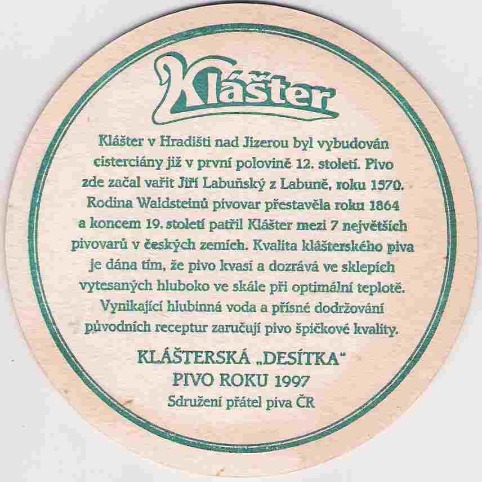 Klášter
Klášter v Hradišti nad Jizerou byl vybudován
cisterciány již v první polovině 12. století. Pivo
zde začal vařit Jiří Labuňský z Labuně, roku 1570.
Rodina Waldsteinů pivovar přestavěla roku 1864
a koncem 19. století patřil Klášter mezi 7 největších
pivovarů v českých zemích. Kvalita klášterského piva
je dána tím, že pivo kvasí a dozrává ve sklepích
vytesaných hluboko ve skále při optimální teplotě.
Vynikající hlubinná voda a přísné dodržování
původních receptur zaručují pivo špičkové kvality.
KLÁŠTERSKÁ „DESÍTKA“
PIVO ROKU 1997
Sdružení přátel piva ČR